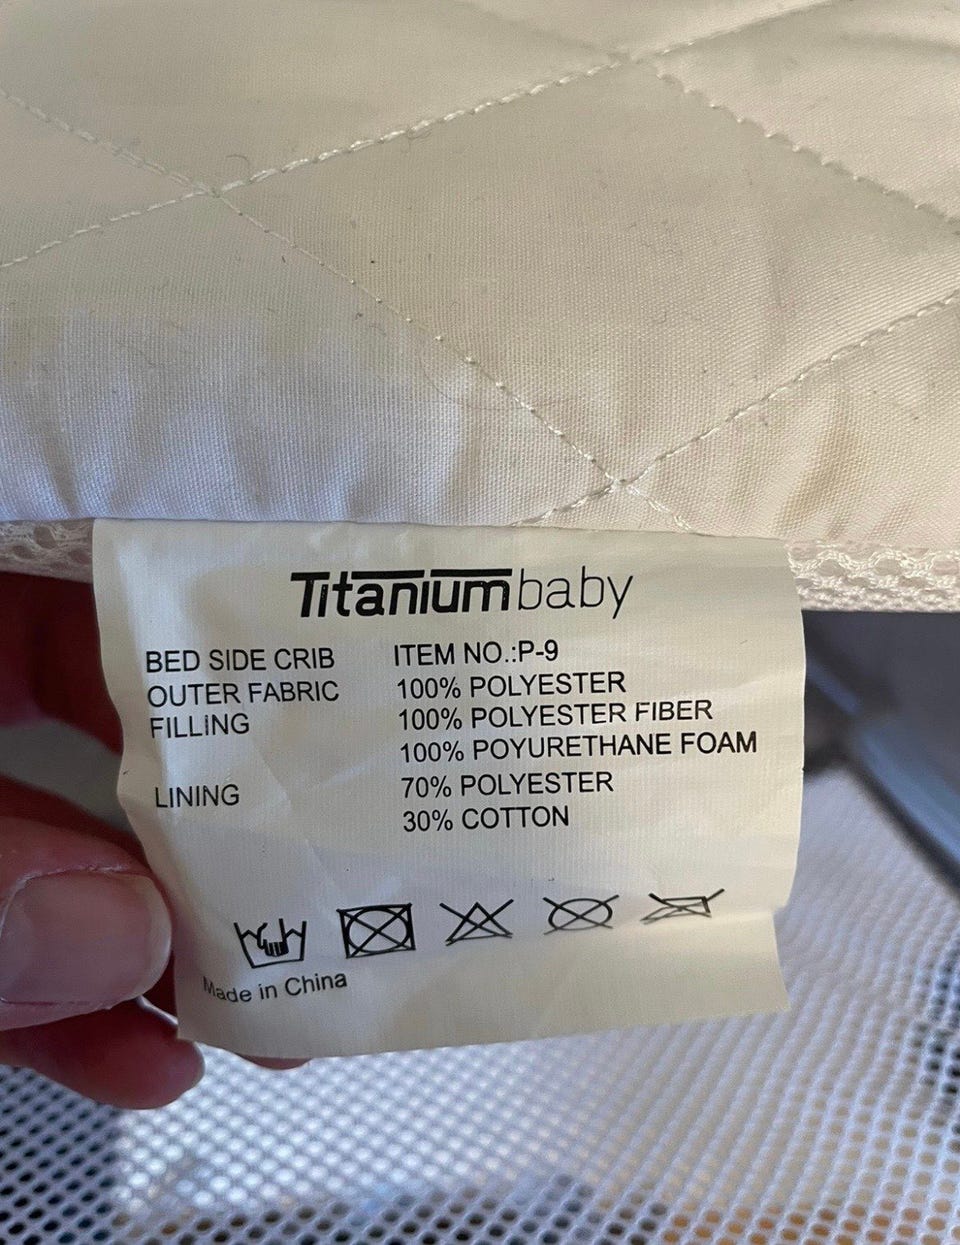 Titaniumbaby
BED SIDE CRIB ITEM NO.:P-9
OUTER FABRIC 100% POLYESTER
FILLING 100% POLYESTER FIBER
100% POYURETHANE FOAM
LINING 70% POLYESTER
30% COTTON
Made in China